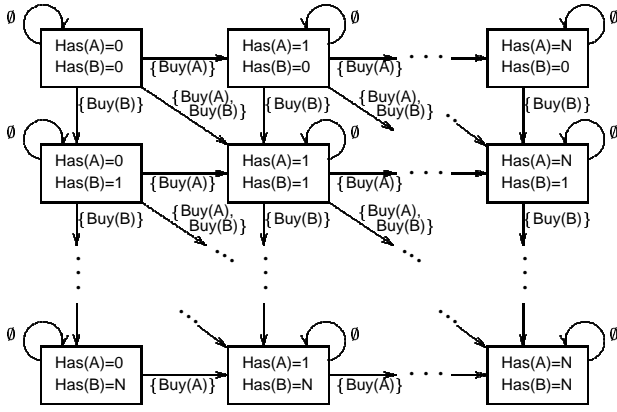 ∅ ∅ ∅
Has(A)=0 Has(A)=1 Has(A)=N
Has(B)=0 {Buy(A)} Has(B)=0 {Buy(A)} · · · Has(B)=0
{Buy(B)} {Buy(A), {Buy(B)} {Buy(A), {Buy(B)}
Buy(B)} Buy(B)}
∅ ∅ ∅
Has(A)=0 Has(A)=1 Has(A)=N
Has(B)=1 {Buy(A)} Has(B)=1 {Buy(A)} · · · Has(B)=1
{Buy(B)} {Buy(A), {Buy(B)} {Buy(A), {Buy(B)}
Buy(B)} Buy(B)}
∅ ∅ ∅
Has(A)=0 Has(A)=1 Has(A)=N
Has(B)=N {Buy(A)} Has(B)=N {Buy(A)} · · · Has(B)=N